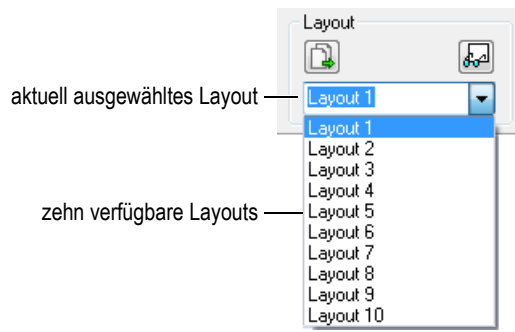 Layout
aktuell ausgewähltes Layout
Layout 1
Layout 1
Layout 2
Layout 3
Layout 4
zehn verfügbare Layouts
Layout 5
Layout 6
Layout 7
Layout 8
Layout 9
Layout 10